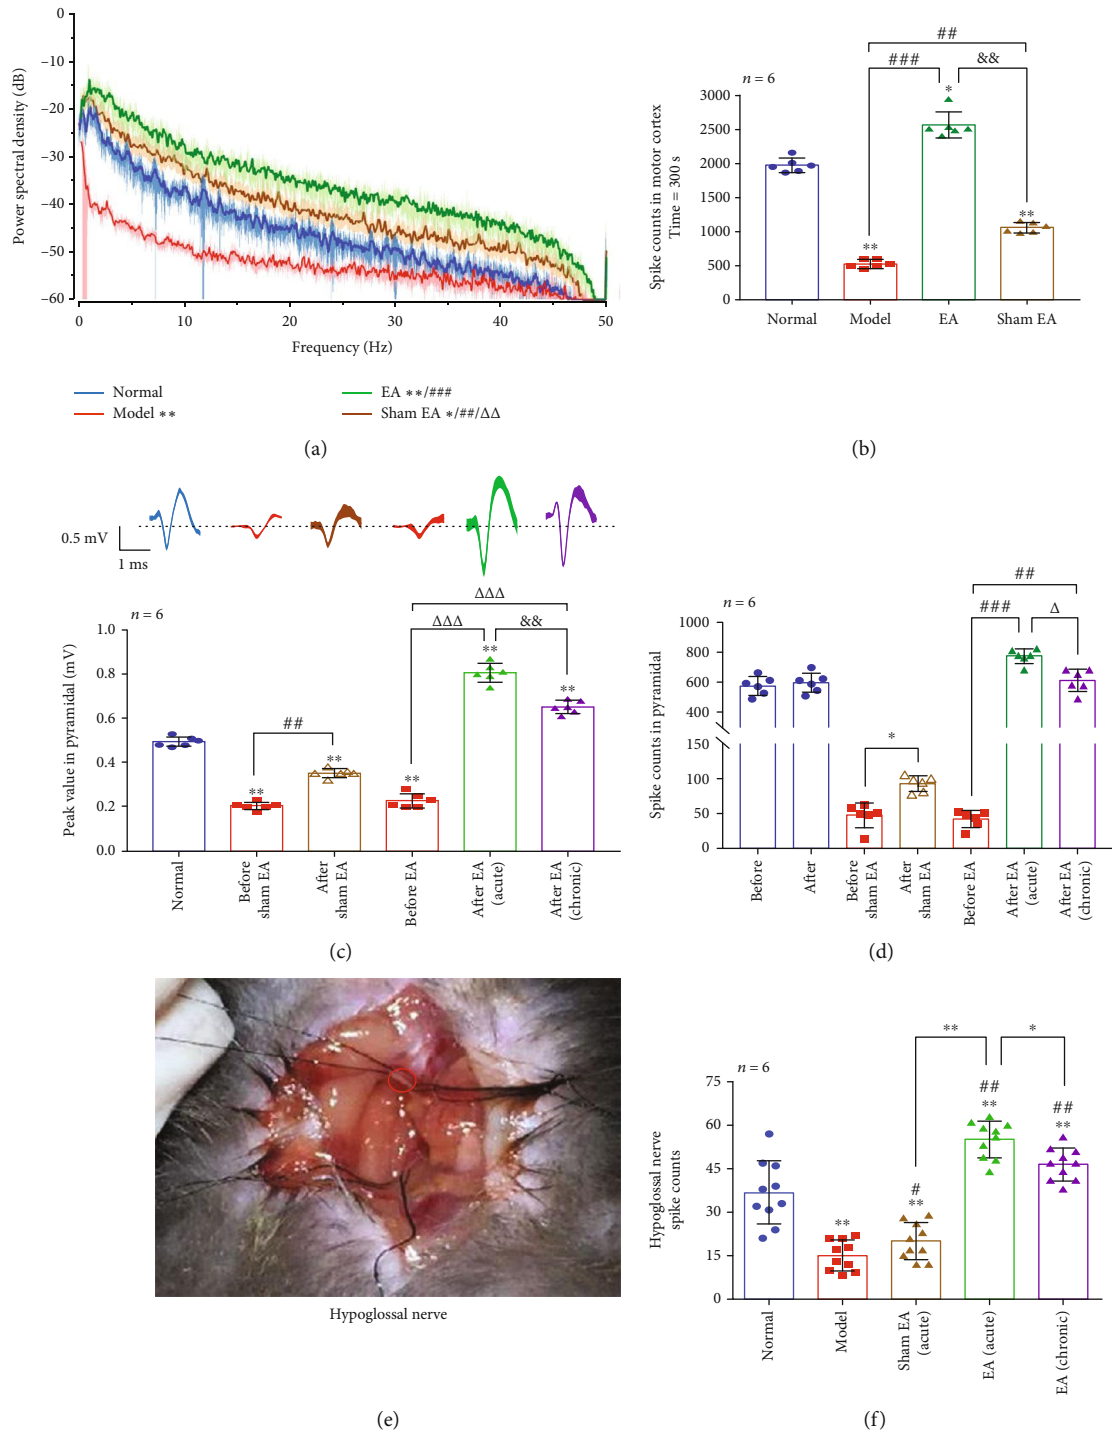 0
−10
−20
−30
−40
−50
−60
Power spectral density (dB)
0 10 20 30 40 50
Frequency (Hz)
Normal
Model ∗∗
EA ∗∗/###
Sham EA ∗/##/ΔΔ
(a)
##
### &&
n = 6
∗
∗∗
∗∗
3000
2500
2000
1500
1000
500
0
Spike counts in motor cortex
Time = 300 s
Normal Model EA Sham EA
(b)
0.5 mV
1 ms
ΔΔΔ
ΔΔΔ &&
n = 6
##
∗∗
∗∗
∗∗
∗∗
∗∗
1.0
0.8
0.6
0.4
0.2
0.0
Peak value in pyramidal (mV)
Normal
Before
sham EA
After
sham EA
Before EA
After EA
(acute)
After EA
(chronic)
(c)
##
### Δ
n = 6
∗
1000
800
600
400
150
100
50
0
Spike counts in pyramidal
Before
After
Before
sham EA
After
sham EA
Before EA
After EA
(acute)
After EA
(chronic)
(d)
Hypoglossal nerve
(e)
∗∗ ∗
n = 6
∗∗
#
∗∗
##
∗∗
##
∗∗
75
60
45
30
15
0
Hypoglossal nerve
spike counts
Normal
Model
Sham EA
(acute)
EA (acute)
EA (chronic)
(f)